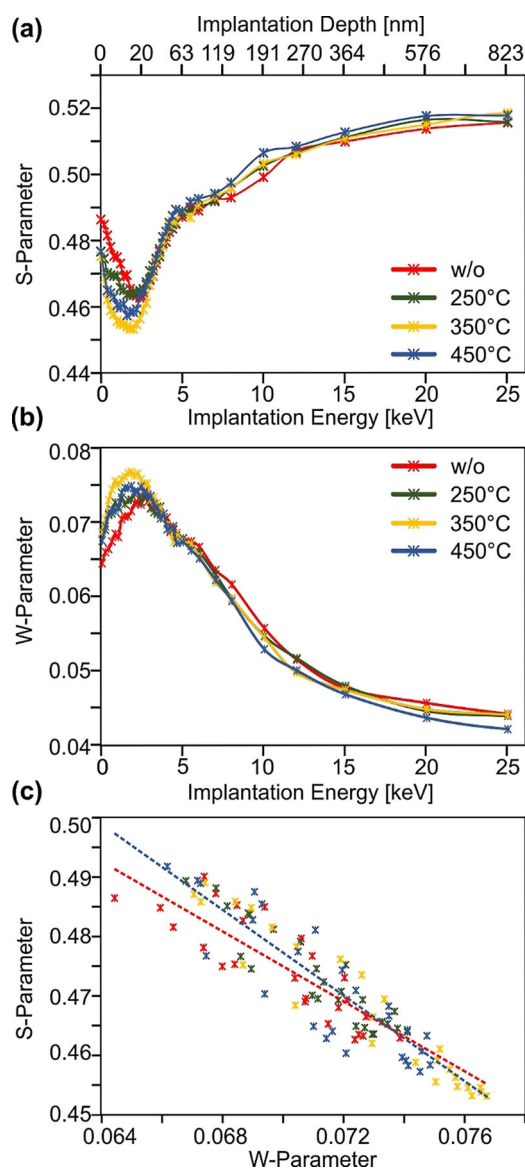 (a)
Implantation Depth [nm]
0 20 63 119 191 270 364 576 823
0.52
0.50
0.48
0.46
0.44
S-Parameter
w/o
250°C
350°C
450°C
0 5 10 15 20 25
Implantation Energy [keV]
(b)
0.08
0.07
0.06
0.05
0.04
W-Parameter
w/o
250°C
350°C
450°C
0 5 10 15 20 25
Implantation Energy [keV]
(c)
0.50
0.49
0.48
0.47
0.46
0.45
S-Parameter
0.064 0.068 0.072 0.076
W-Parameter